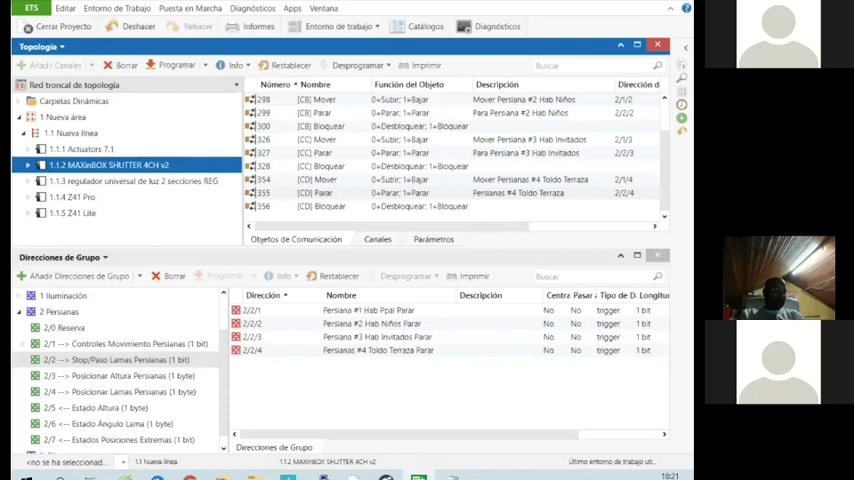 ETS Editar Entorno de Trabajo Puesta en Marcha Diagnósticos Apps Ventana
Cerrar Proyecto Deshacer Rehacer Informes Entorno de trabajo Catálogos Diagnósticos
Topología
Añadir Canales Borrar Programar Info Restablecer Desprogramar Imprimir Buscar
Red troncal de topología
Carpetas Dinámicas
1 Nueva área
1.1 Nueva línea
1.1.1 Actuators 7.1
1.1.2 MAXinBOX SHUTTER 4CH v2
1.1.3 regulador universal de luz 2 secciones REG
1.1.4 Z41 Pro
1.1.5 Z41 Lite
Número Nombre Función del Objeto Descripción Dirección d
298 [CB] Mover 0=Subir; 1=Bajar Mover Persiana #2 Hab Niños 2/1/2
299 [CB] Parar 0=Parar; 1=Parar Para Persiana #2 Hab Niños 2/2/2
300 [CB] Bloquear 0=Desbloquear; 1=Bloquear
326 [CC] Mover 0=Subir; 1=Bajar Mover Persiana #3 Hab Invitados 2/1/3
327 [CC] Parar 0=Parar; 1=Parar Para Persiana #3 Hab Invitados 2/2/3
328 [CC] Bloquear 0=Desbloquear; 1=Bloquear
354 [CD] Mover 0=Subir; 1=Bajar Mover Persianas #4 Toldo Terraza 2/1/4
355 [CD] Parar 0=Parar; 1=Parar Persianas #4 Toldo Terraza 2/2/4
356 [CD] Bloquear 0=Desbloquear; 1=Bloquear
Objetos de Comunicación Canales Parámetros
Direcciones de Grupo
Añadir Direcciones de Grupo Borrar Programar Info Restablecer Desprogramar Imprimir Buscar
1 Iluminación
2 Persianas
2/0 Reserva
2/1 --> Controles Movimiento Persianas (1 bit)
2/2 --> Stop/Paso Lamas Persianas (1 bit)
2/3 --> Posicionar Altura Persianas (1 byte)
2/4 --> Posicionar Lamas Persianas (1 byte)
2/5 <-- Estado Altura (1 byte)
2/6 <-- Estado Ángulo Lama (1 byte)
2/7 <-- Estados Posiciones Extremas (1 bit)
Dirección Nombre Descripción Centra Pasar Tipo de D Longitu
2/2/1 Persiana #1 Hab Ppal Parar No No trigger 1 bit
2/2/2 Persiana #2 Hab Niños Parar No No trigger 1 bit
2/2/3 Persiana #3 Hab Invitados Parar No No trigger 1 bit
2/2/4 Persianas #4 Toldo Terraza Parar No No trigger 1 bit
Direcciones de Grupo
<no se ha seleccionad... 1.1 Nueva línea 1.1.2 MAXinBOX SHUTTER 4CH v2 Último entorno de trabajo uti...
18:21